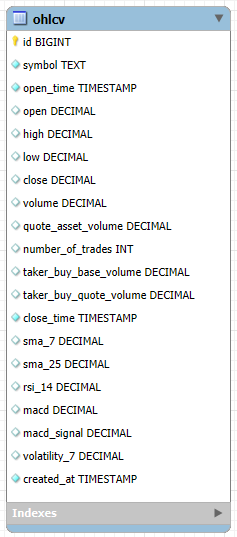 ohlcv
id BIGINT
symbol TEXT
open_time TIMESTAMP
open DECIMAL
high DECIMAL
low DECIMAL
close DECIMAL
volume DECIMAL
quote_asset_volume DECIMAL
number_of_trades INT
taker_buy_base_volume DECIMAL
taker_buy_quote_volume DECIMAL
close_time TIMESTAMP
sma_7 DECIMAL
sma_25 DECIMAL
rsi_14 DECIMAL
macd DECIMAL
macd_signal DECIMAL
volatility_7 DECIMAL
created_at TIMESTAMP
Indexes